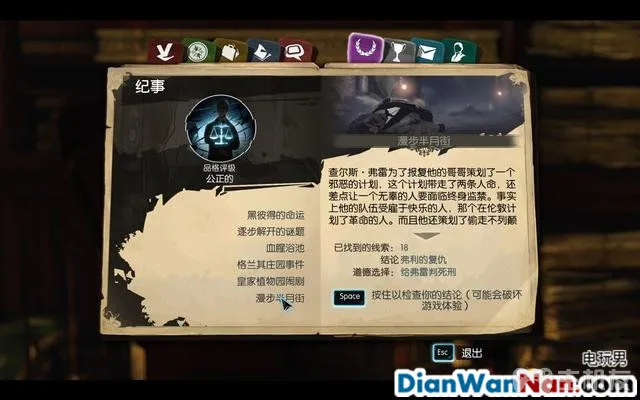 纪事
品格评级
公正的
黑彼得的命运
逐步解开的谜题
血腥浴池
格兰其庄园事件
皇家植物园闹剧
漫步半月街
漫步半月街
查尔斯·弗雷为了报复他的哥哥策划了一个
邪恶的计划，这个计划带走了两条人命，还
差点让一个无辜的人要面临终身监禁。事实
上他的队伍受雇于快乐的人，那个在伦敦计
划了革命的人。而且他还策划了偷走不列颠
已找到的线索：18
结论 弗利的复仇
道德选择：给弗雷判死刑
Space 按住以检查你的结论（可能会破坏
游戏体验）
Esc 退出
电玩男
DianWanNan.com